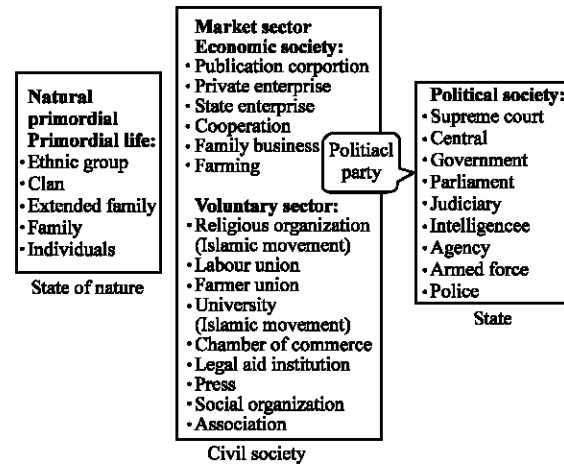 Natural
primordial
Primordial life:
• Ethnic group
• Clan
• Extended family
• Family
• Individuals
State of nature
Market sector
Economic society:
• Publication corportion
• Private enterprise
• State enterprise
• Cooperation
• Family business
• Farming
Voluntary sector:
• Religious organization
(Islamic movement)
• Labour union
• Farmer union
• University
(Islamic movement)
• Chamber of commerce
• Legal aid institution
• Press
• Social organization
• Association
Civil society
Politiacl
party
Political society:
• Supreme court
• Central
• Government
• Parliament
• Judiciary
• Intelligencee
• Agency
• Armed force
• Police
State